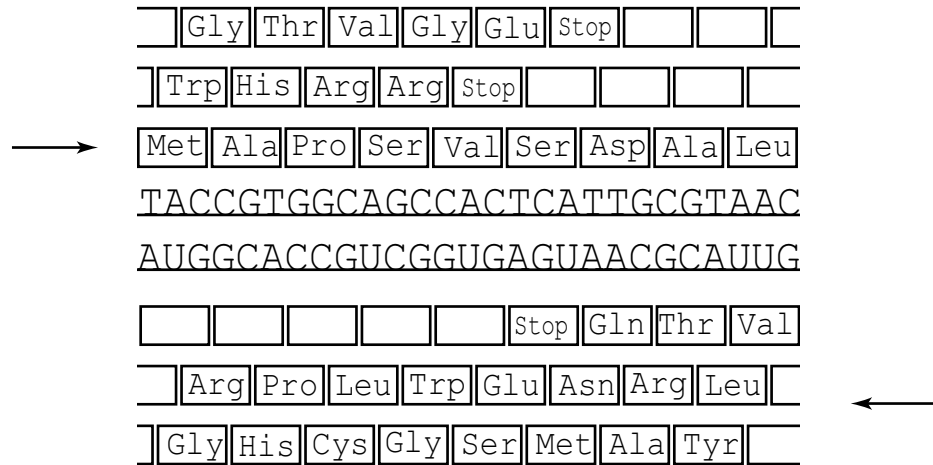 Gly Thr Val Gly Glu Stop
Trp His Arg Arg Stop
Met Ala Pro Ser Val Ser Asp Ala Leu
TACCGTGGCAGCCACTCATTGCGTAAC
AUGGCACCGUCGGUGAGUAACGCAUUG
Stop Gln Thr Val
Arg Pro Leu Trp Glu Asn Arg Leu
Gly His Cys Gly Ser Met Ala Tyr